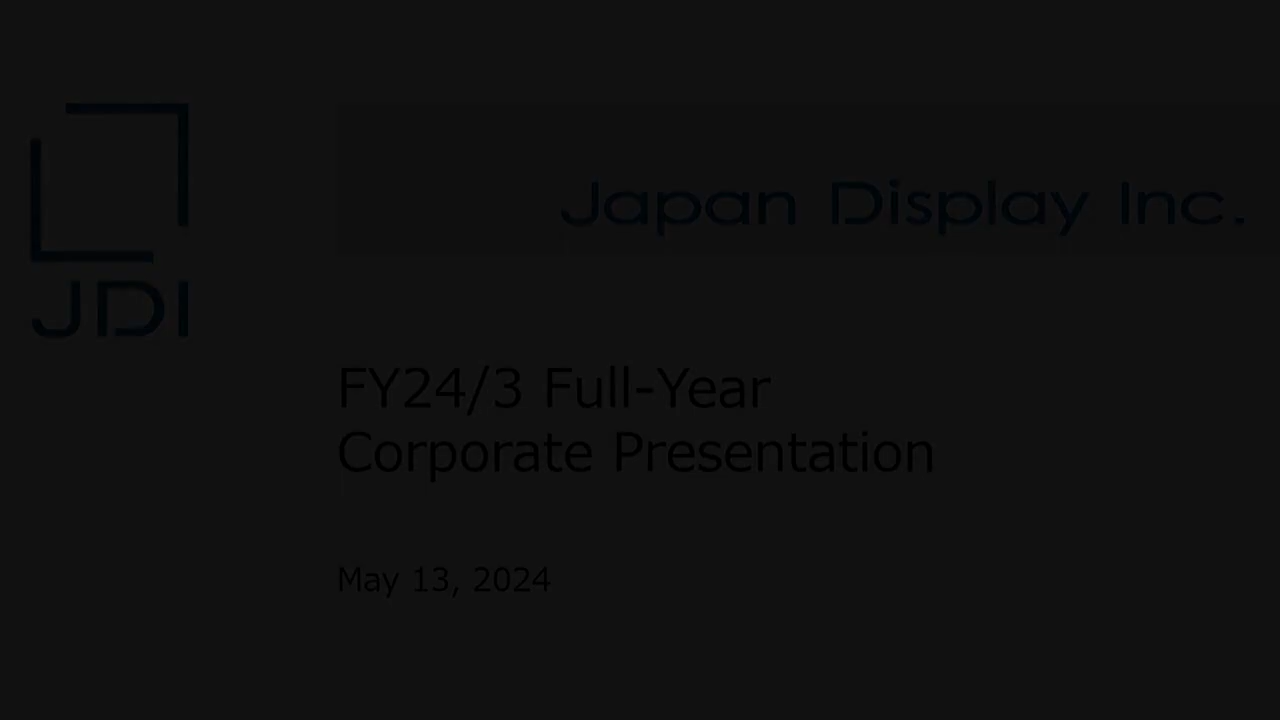 JDI
Japan Display Inc.
FY24/3 Full-Year
Corporate Presentation
May 13, 2024